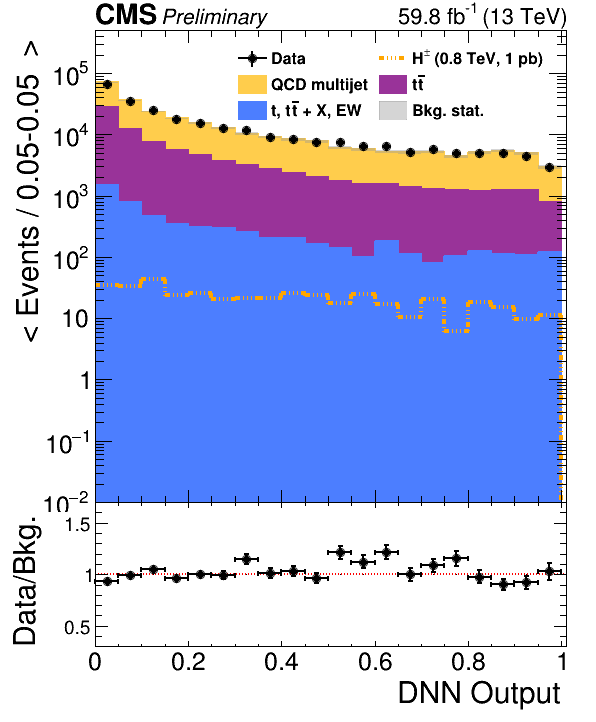 CMS Preliminary 59.8 fb⁻¹ (13 TeV)
Data H± (0.8 TeV, 1 pb)
QCD multijet tt̅
t, tt̅ + X, EW Bkg. stat.
< Events / 0.05-0.05 >
10⁵
10⁴
10³
10²
10
1
10⁻¹
10⁻²
Data/Bkg.
1.5
1
0.5
0 0.2 0.4 0.6 0.8 1
DNN Output